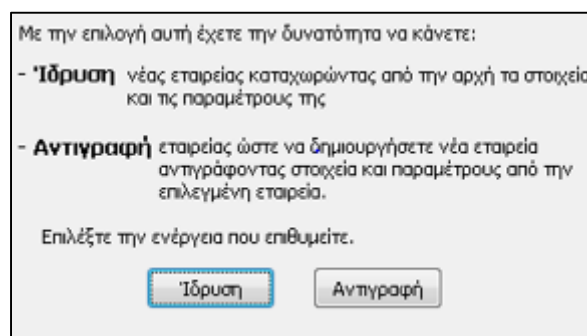 Με την επιλογή αυτή έχετε την δυνατότητα να κάνετε:
- Ίδρυση νέας εταιρείας καταχωρώντας από την αρχή τα στοιχεία
και τις παραμέτρους της
- Αντιγραφή εταιρείας ώστε να δημιουργήσετε νέα εταιρεία
αντιγράφοντας στοιχεία και παραμέτρους από την
επιλεγμένη εταιρεία.
Επιλέξτε την ενέργεια που επιθυμείτε.
Ίδρυση Αντιγραφή